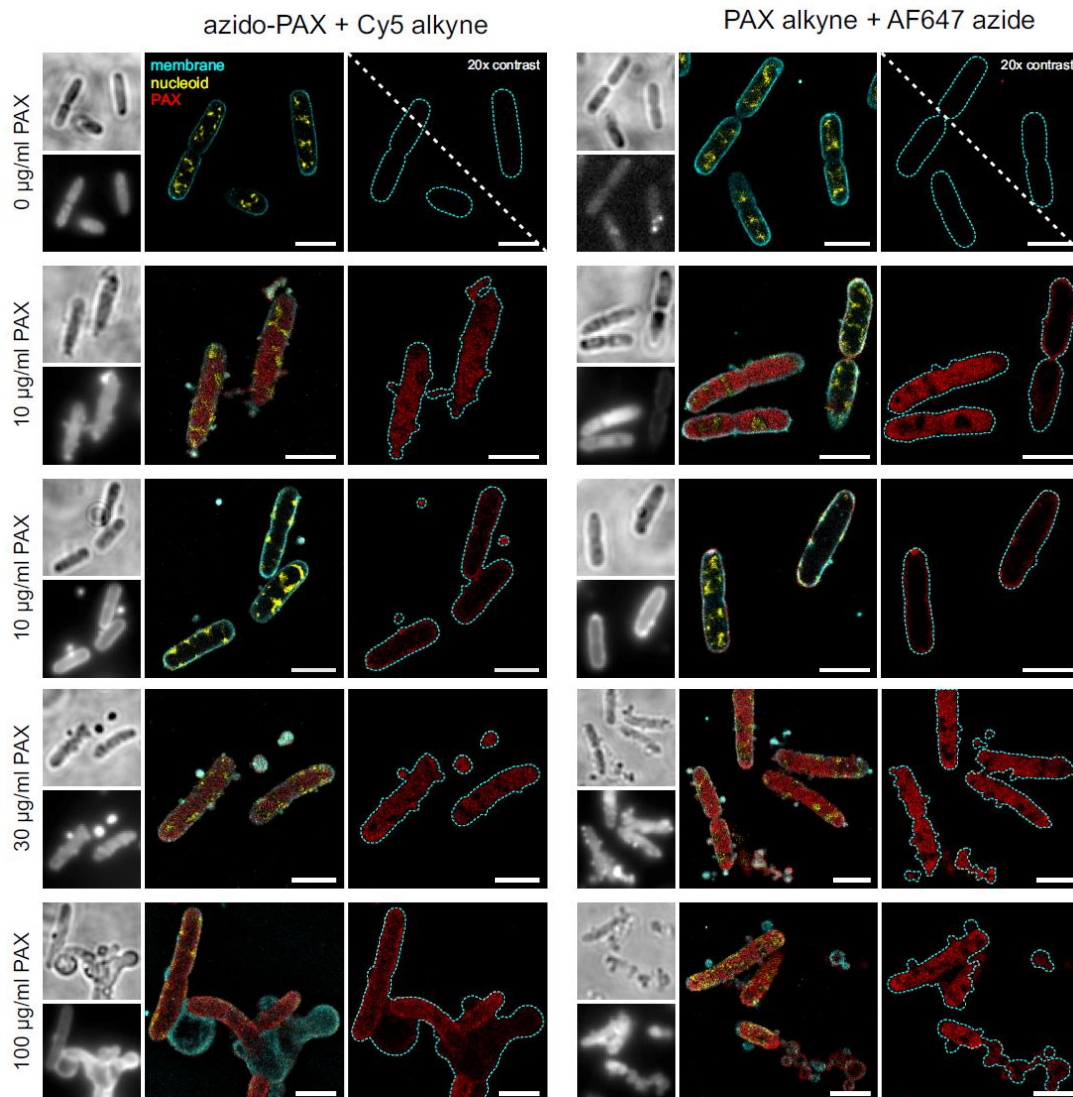 azido-PAX + Cy5 alkyne
PAX alkyne + AF647 azide
0 µg/ml PAX
membrane
nucleoid
PAX
20x contrast
20x contrast
10 µg/ml PAX
10 µg/ml PAX
30 µg/ml PAX
100 µg/ml PAX